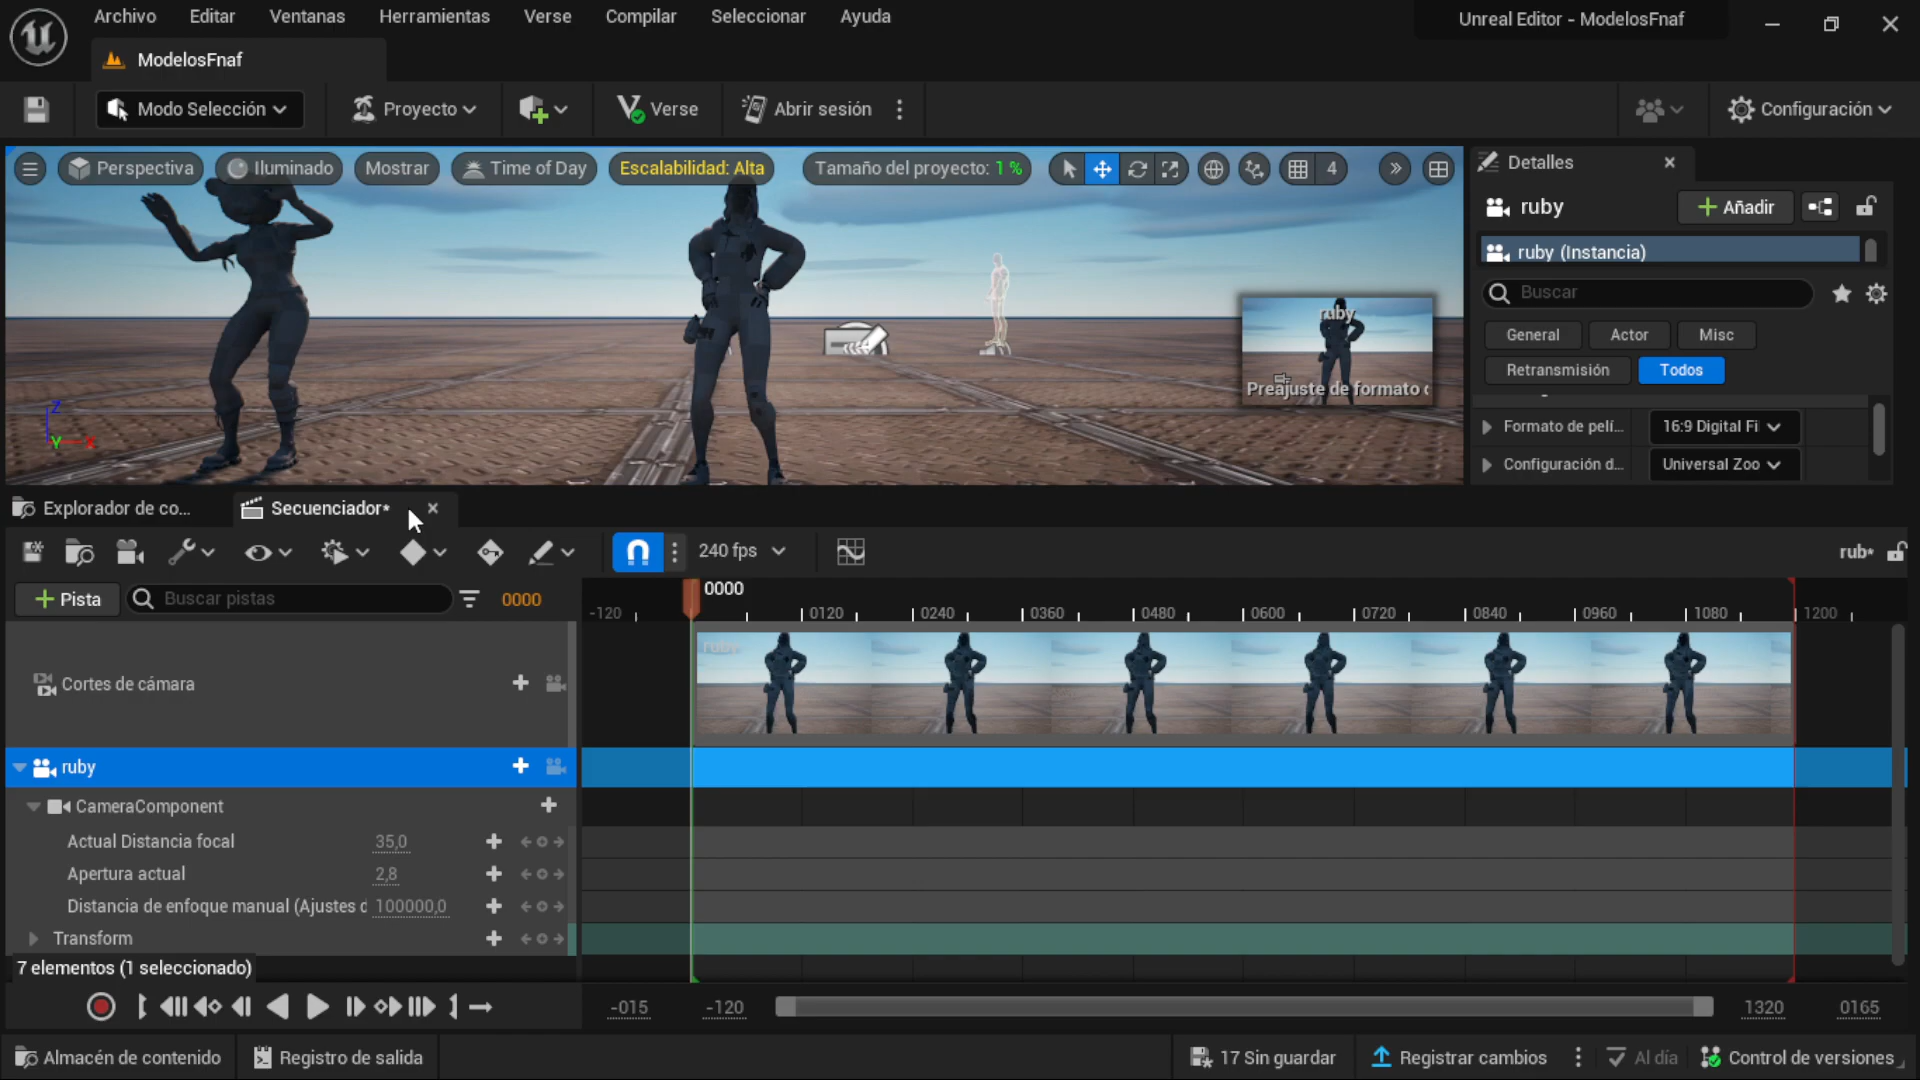 Archivo Editar Ventanas Herramientas Verse Compilar Seleccionar Ayuda
Unreal Editor - ModelosFnaf
ModelosFnaf
Modo Selección Proyecto Verse Abrir sesión Configuración
Perspectiva Iluminado Mostrar Time of Day Escalabilidad: Alta Tamaño del proyecto: 1 % 4
Detalles
ruby Añadir
ruby (Instancia)
Buscar
General Actor Misc
Retransmisión Todos
Formato de pelí... 16:9 Digital Fi
Configuración d... Universal Zoo
ruby
Preajuste de formato
Z
Y X
Explorador de co... Secuenciador*
240 fps rub*
Pista Buscar pistas 0000
0000
-120 0120 0240 0360 0480 0600 0720 0840 0960 1080 1200
Cortes de cámara
ruby
ruby
CameraComponent
Actual Distancia focal 35,0
Apertura actual 2,8
Distancia de enfoque manual (Ajustes d 100000,0
Transform
7 elementos (1 seleccionado)
-015 -120 1320 0165
Almacén de contenido Registro de salida 17 Sin guardar Registrar cambios Al día Control de versiones